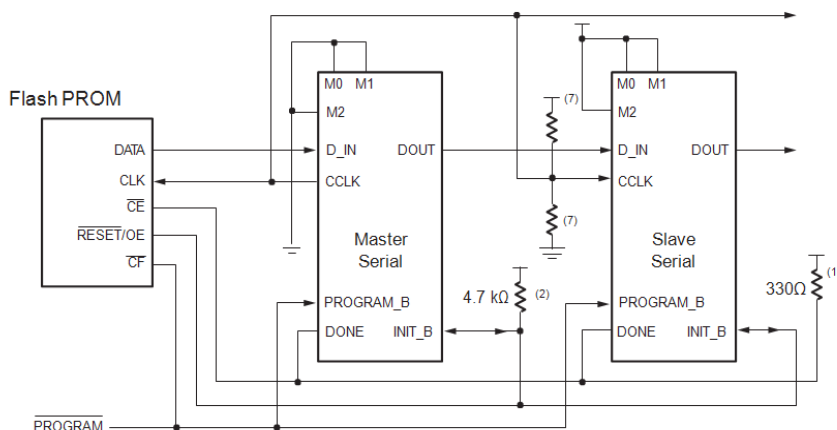 Flash PROM
DATA
CLK
CE
RESET/OE
CF
PROGRAM
M0 M1
M2
D_IN DOUT
CCLK
Master
Serial
PROGRAM_B
DONE INIT_B
4.7 kΩ (2)
(7)
(7)
M0 M1
M2
D_IN DOUT
CCLK
Slave
Serial
PROGRAM_B
DONE INIT_B
330Ω (1